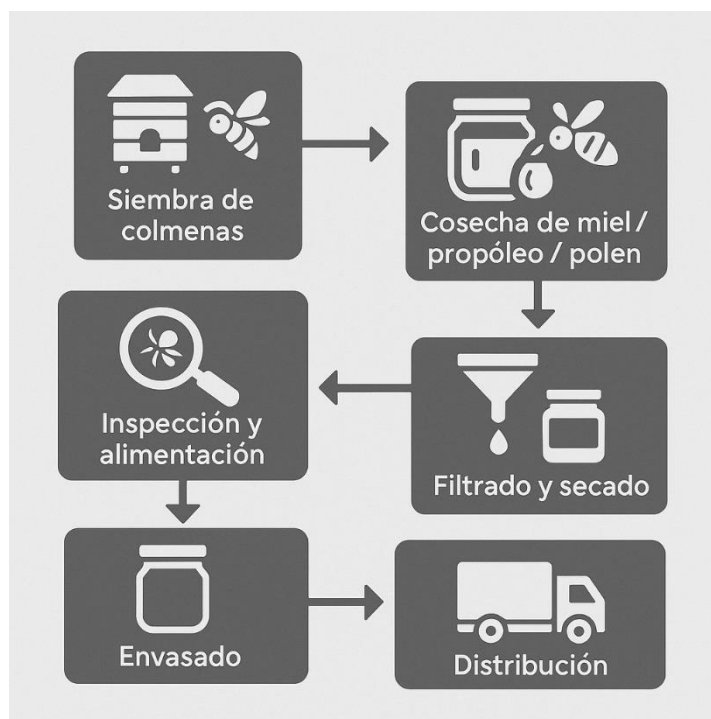 Siembra de
colmenas
Cosecha de miel /
propóleo / polen
Filtrado y secado
Inspección y
alimentación
Envasado
Distribución